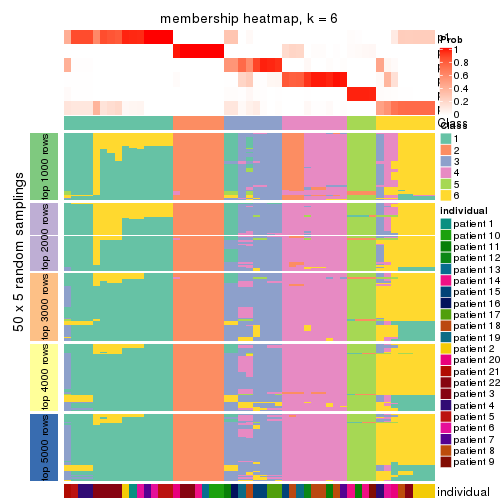 membership heatmap, k = 6
Prob
1
0.8
0.6
0.4
0.2
0
Class
Class
1
2
3
4
5
6
50 x 5 random samplings
top 1000 rows
top 2000 rows
top 3000 rows
top 4000 rows
top 5000 rows
individual
patient 1
patient 10
patient 11
patient 12
patient 13
patient 14
patient 15
patient 16
patient 17
patient 18
patient 19
patient 2
patient 20
patient 21
patient 22
patient 3
patient 4
patient 5
patient 6
patient 7
patient 8
patient 9
individual